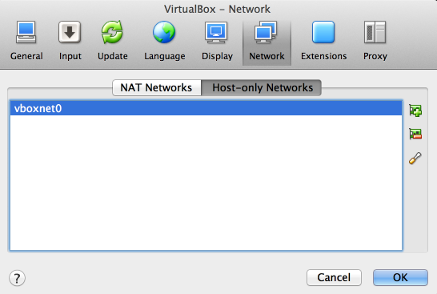 VirtualBox - Network
General Input Update Language Display Network Extensions Proxy
NAT Networks Host-only Networks
vboxnet0
? Cancel OK